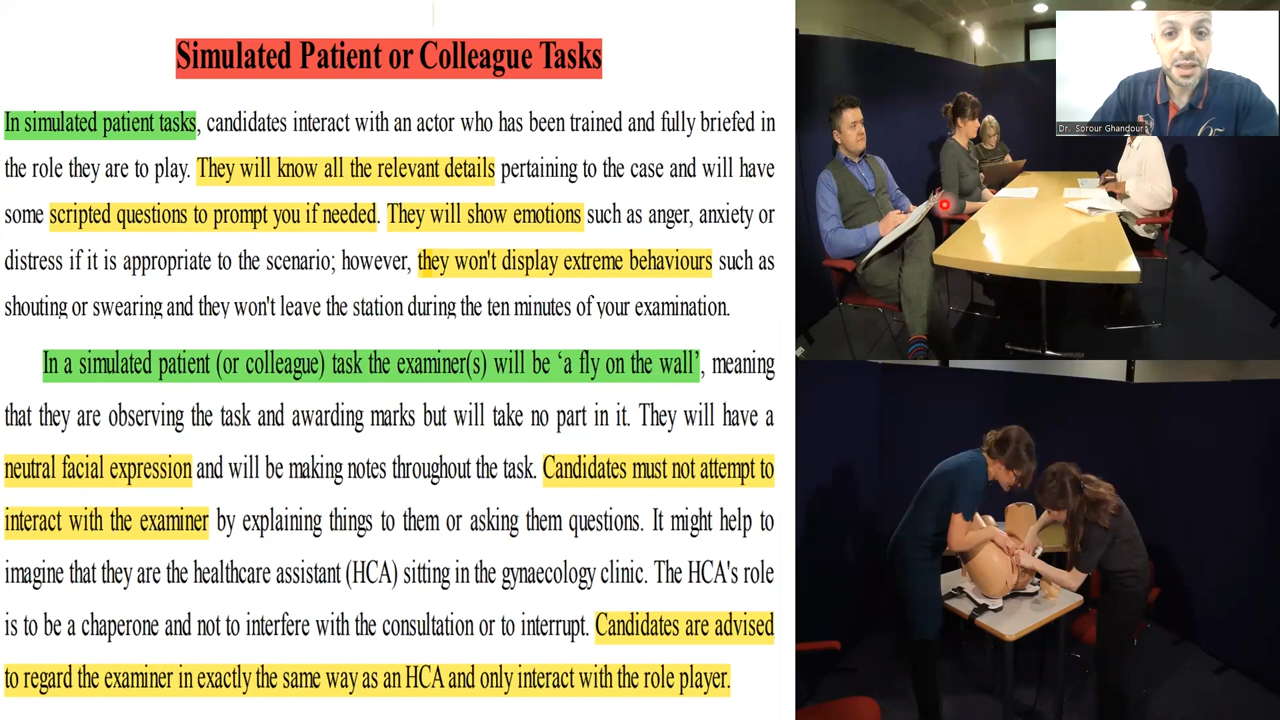 Simulated Patient or Colleague Tasks
In simulated patient tasks, candidates interact with an actor who has been trained and fully briefed in
the role they are to play. They will know all the relevant details pertaining to the case and will have
some scripted questions to prompt you if needed. They will show emotions such as anger, anxiety or
distress if it is appropriate to the scenario; however, they won't display extreme behaviours such as
shouting or swearing and they won't leave the station during the ten minutes of your examination.
In a simulated patient (or colleague) task the examiner(s) will be ‘a fly on the wall’, meaning
that they are observing the task and awarding marks but will take no part in it. They will have a
neutral facial expression and will be making notes throughout the task. Candidates must not attempt to
interact with the examiner by explaining things to them or asking them questions. It might help to
imagine that they are the healthcare assistant (HCA) sitting in the gynaecology clinic. The HCA's role
is to be a chaperone and not to interfere with the consultation or to interrupt. Candidates are advised
to regard the examiner in exactly the same way as an HCA and only interact with the role player.
Dr. Sorour Ghandour